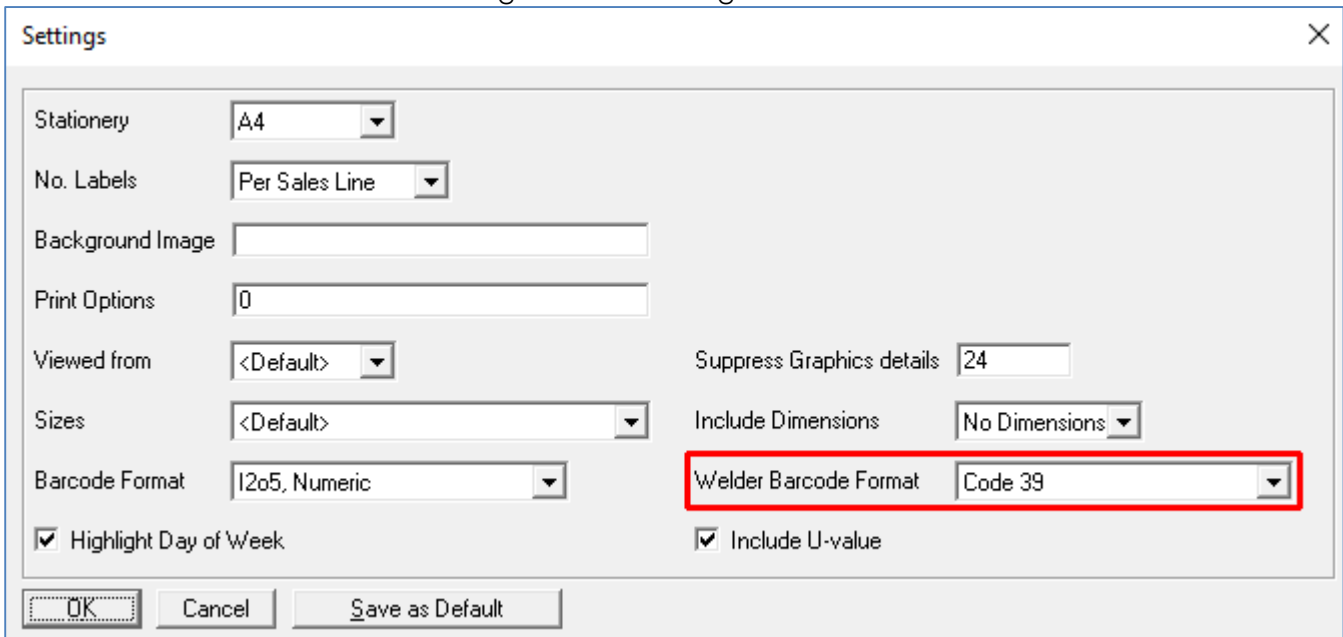 Settings
Stationery A4
No. Labels Per Sales Line
Background Image
Print Options 0
Viewed from <Default> Suppress Graphics details 24
Sizes <Default> Include Dimensions No Dimensions
Barcode Format I2o5, Numeric Welder Barcode Format Code 39
Highlight Day of Week Include U-value
OK Cancel Save as Default